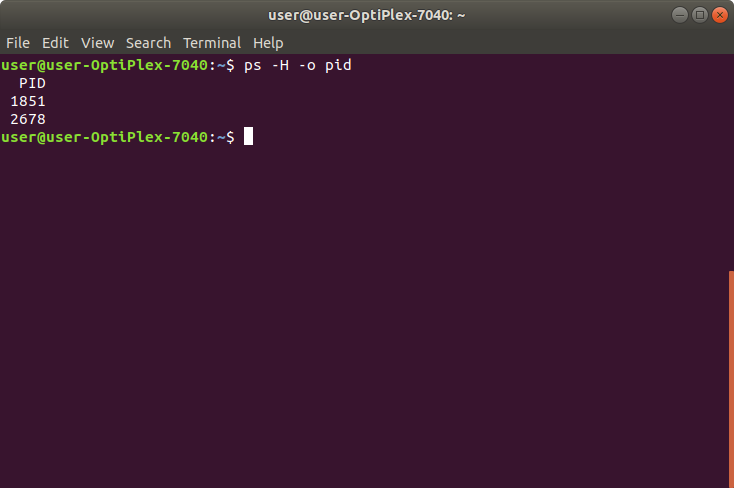 user@user-OptiPlex-7040: ~
File Edit View Search Terminal Help
user@user-OptiPlex-7040:~$ ps -H -o pid
  PID
 1851
 2678
user@user-OptiPlex-7040:~$